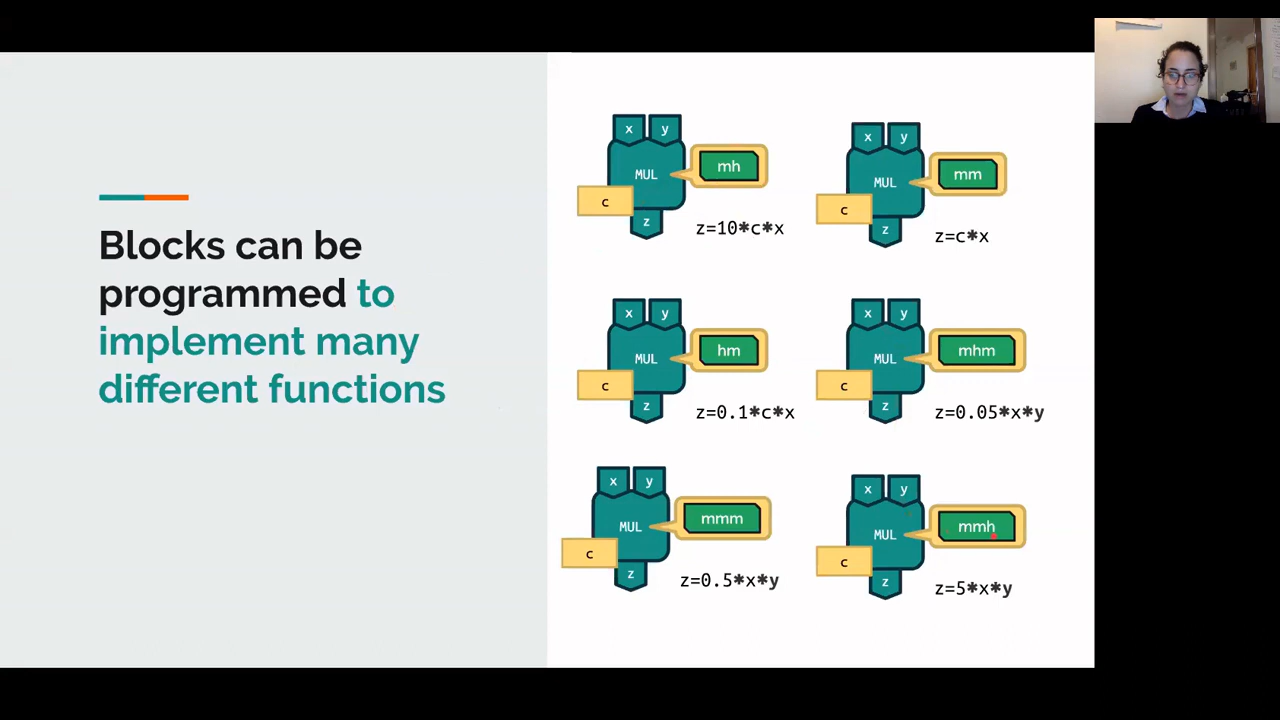 Blocks can be
programmed to
implement many
different functions
x y
MUL
mh
c
z
z=10*c*x
x y
MUL
mm
c
z
z=c*x
x y
MUL
hm
c
z
z=0.1*c*x
x y
MUL
mhm
c
z
z=0.05*x*y
x y
MUL
mmm
c
z
z=0.5*x*y
x y
MUL
mmh
c
z
z=5*x*y